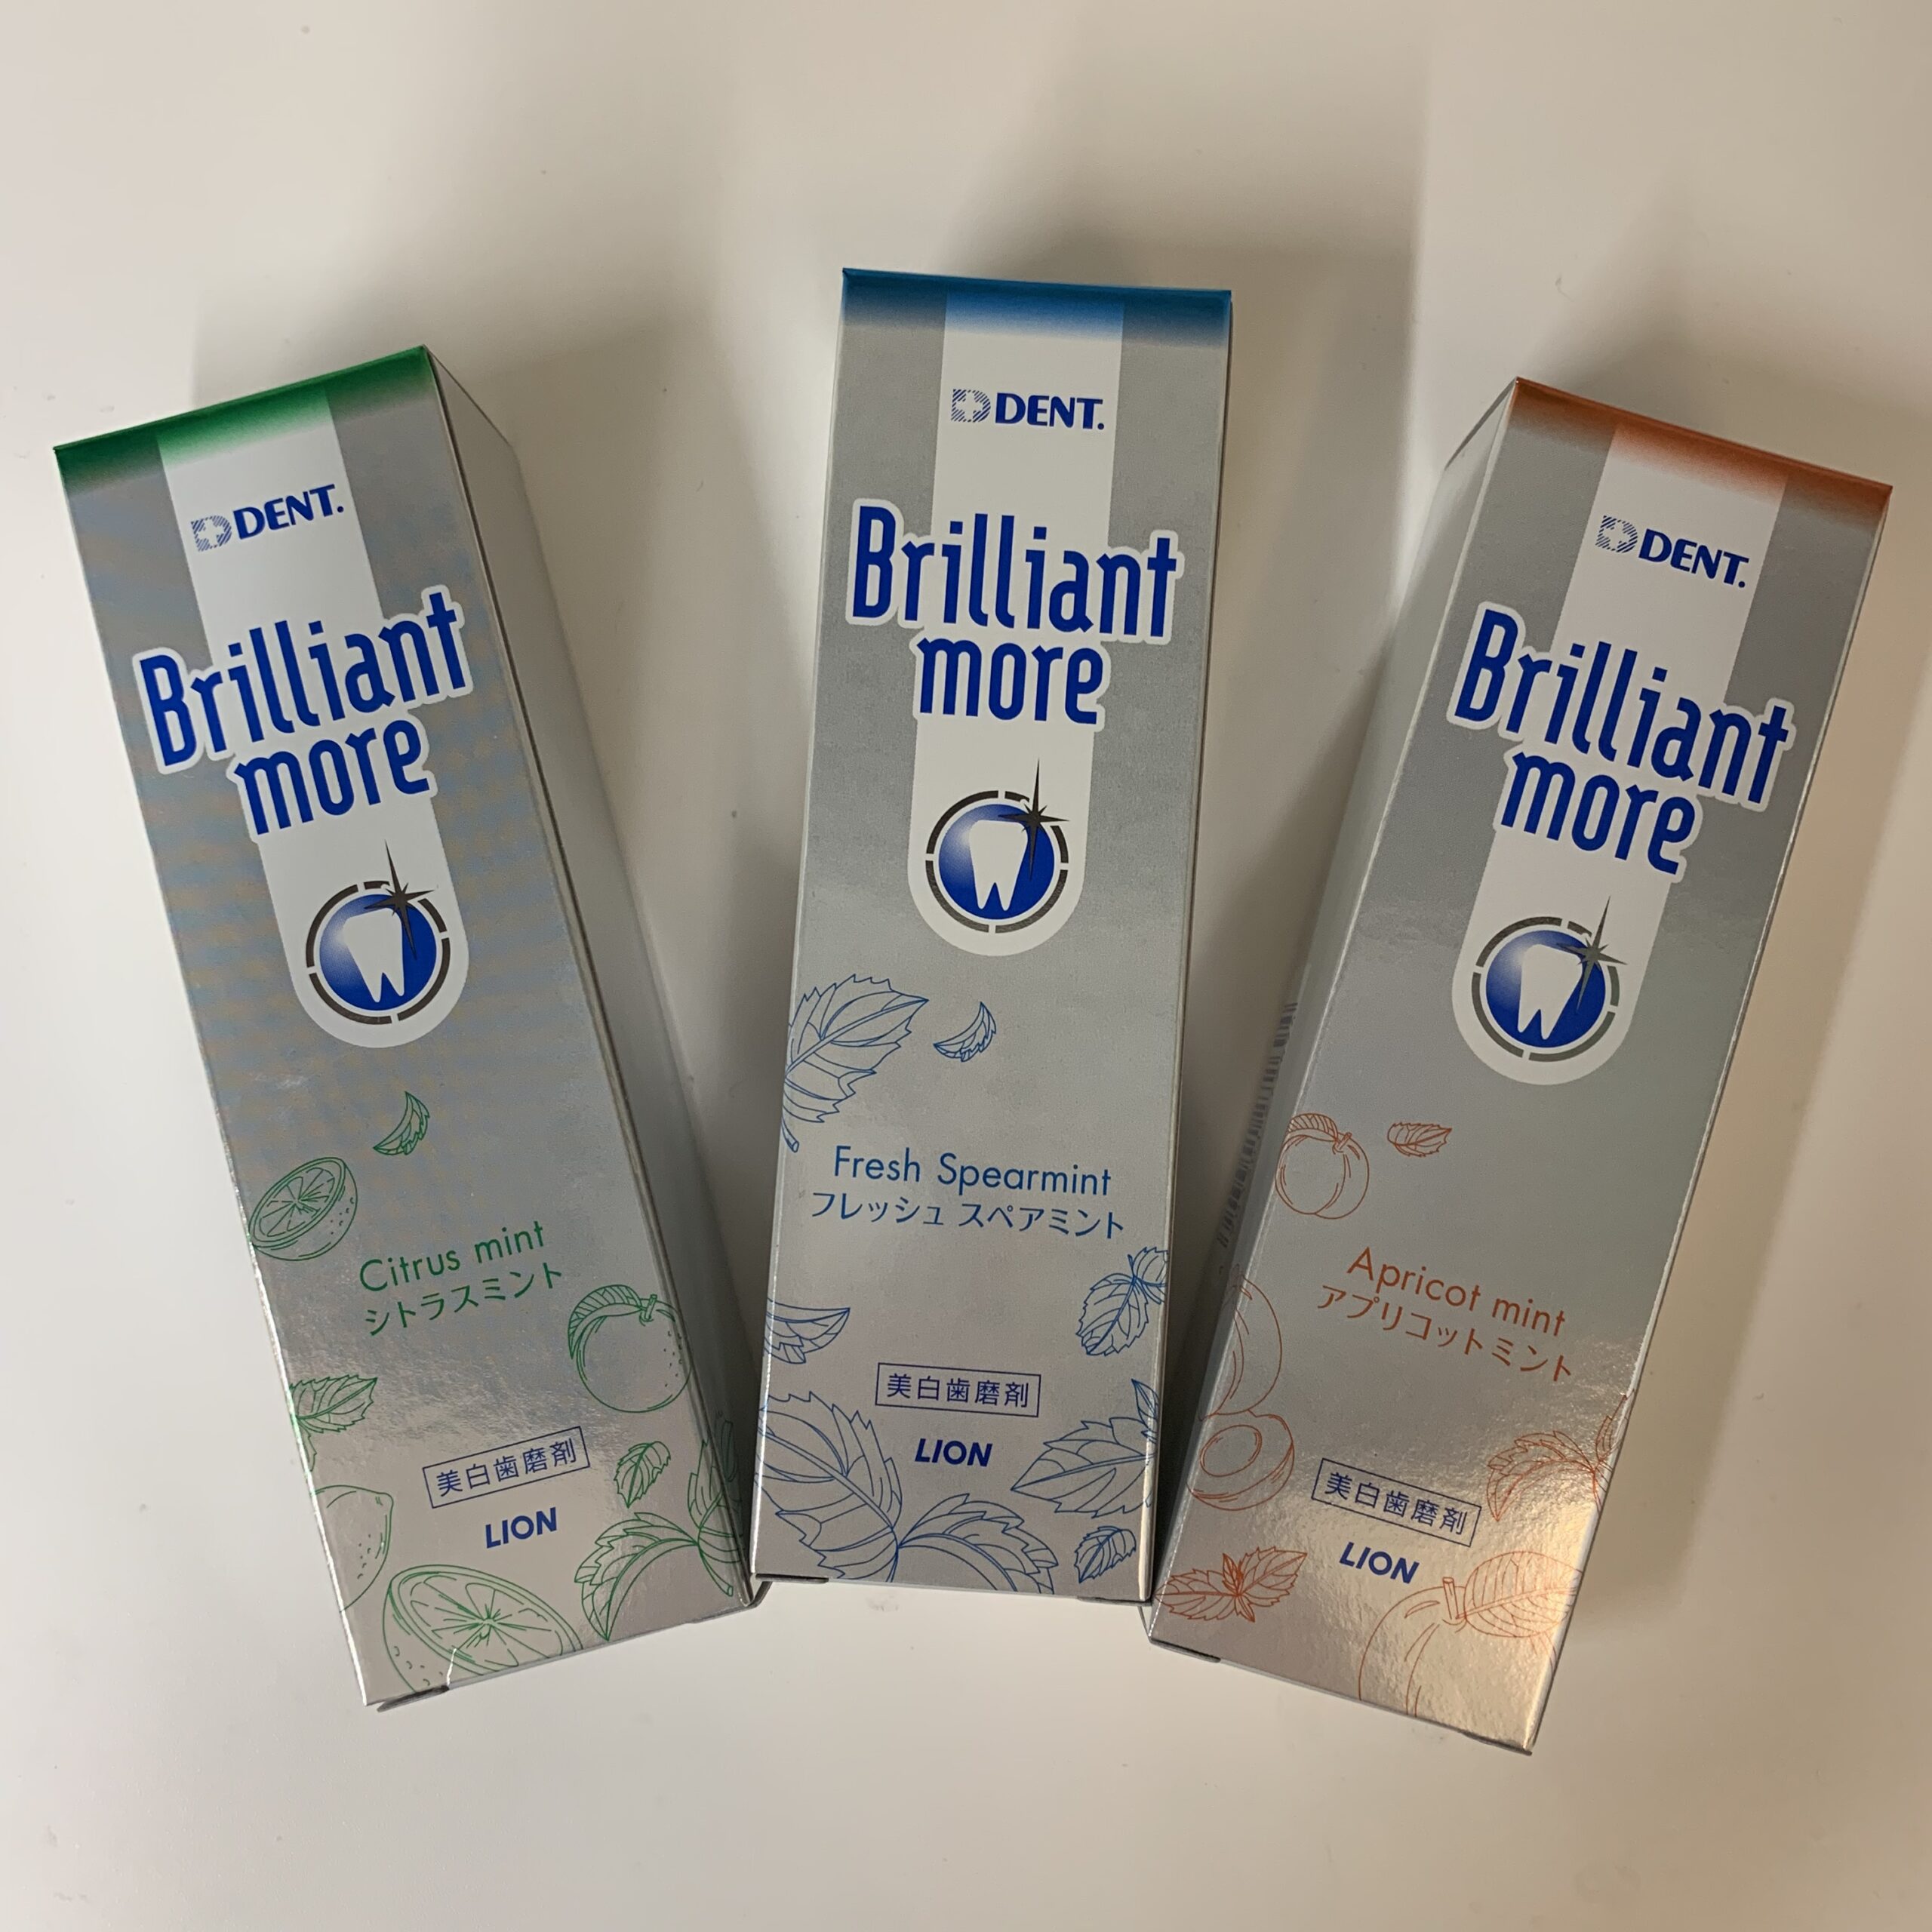 DENT.
Brilliant
more
Citrus mint
シトラスミント
美白歯磨剤
LION
DENT.
Brilliant
more
Fresh Spearmint
フレッシュ スペアミント
美白歯磨剤
LION
DENT.
Brilliant
more
Apricot mint
アプリコットミント
美白歯磨剤
LION